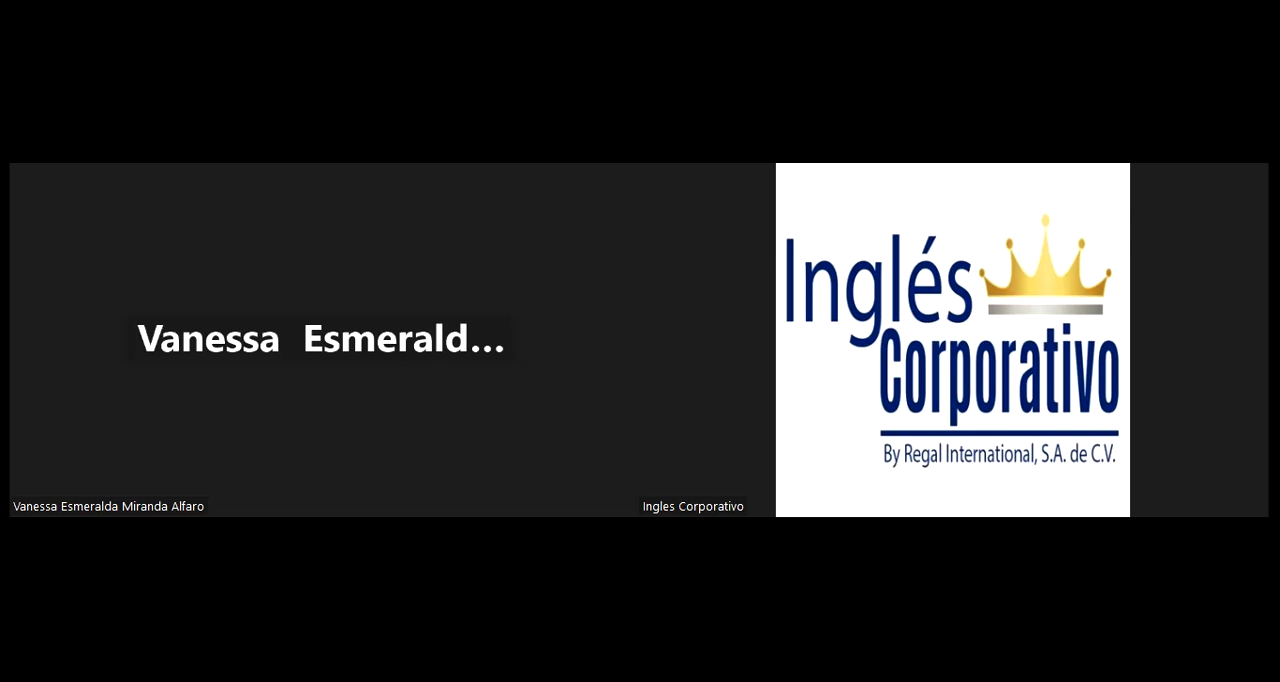 Vanessa Esmerald...
Vanessa Esmeralda Miranda Alfaro
Ingles Corporativo
Inglés
Corporativo
By Regal International, S.A. de C.V.